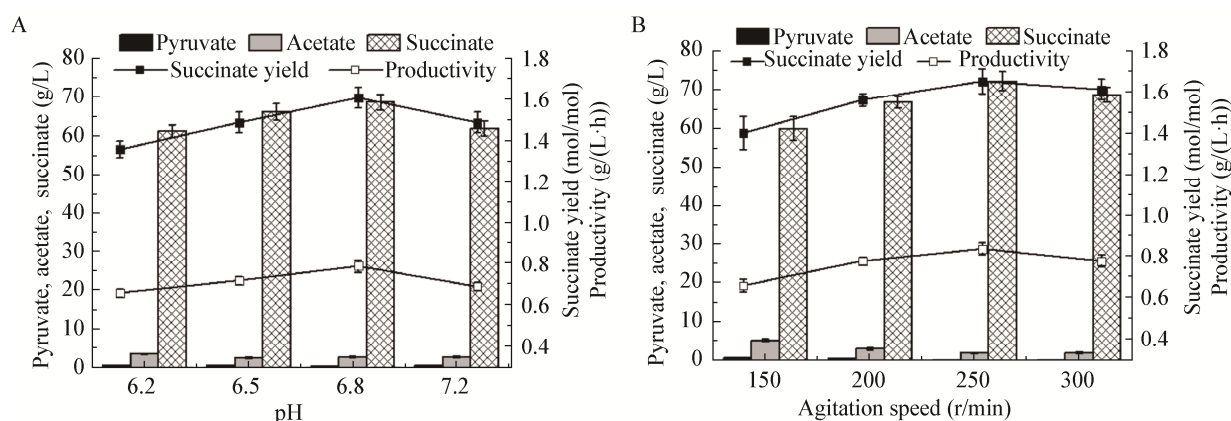 A
Pyruvate Acetate Succinate
Succinate yield Productivity
80
70
60
50
40
30
20
10
0
Pyruvate, acetate, succinate (g/L)
1.8
1.6
1.4
1.2
1.0
0.8
0.6
0.4
Succinate yield (mol/mol)
Productivity (g/(L·h))
6.2 6.5 6.8 7.2
pH
B
Pyruvate Acetate Succinate
Succinate yield Productivity
80
70
60
50
40
30
20
10
0
Pyruvate, acetate, succinate (g/L)
1.8
1.6
1.4
1.2
1.0
0.8
0.6
0.4
Succinate yield (mol/mol)
Productivity (g/(L·h))
150 200 250 300
Agitation speed (r/min)